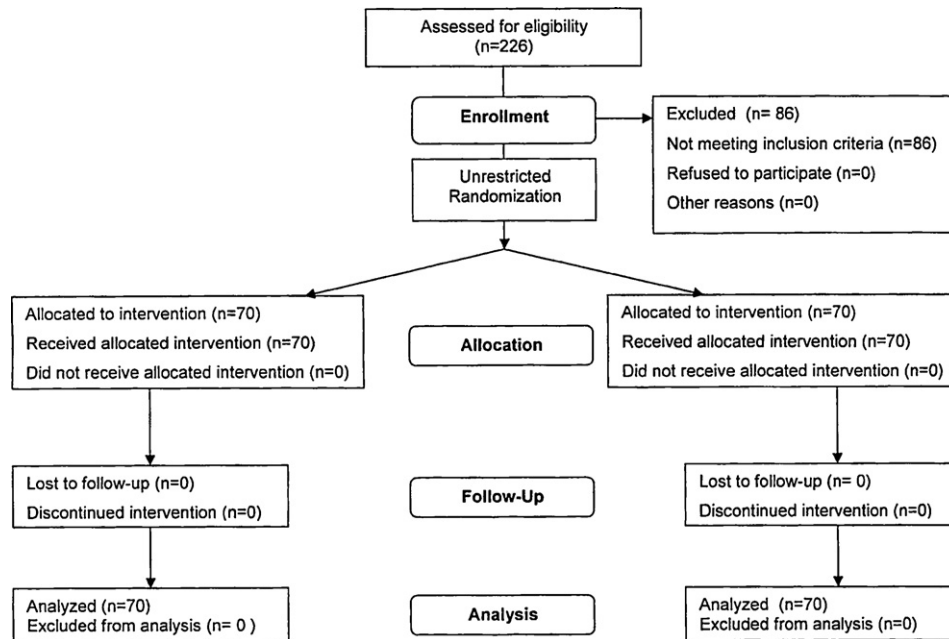 Assessed for eligibility
(n=226)
Enrollment
Excluded (n= 86)
Not meeting inclusion criteria (n=86)
Refused to participate (n=0)
Other reasons (n=0)
Unrestricted
Randomization
Allocated to intervention (n=70)
Received allocated intervention (n=70)
Did not receive allocated intervention (n=0)
Allocation
Allocated to intervention (n=70)
Received allocated intervention (n=70)
Did not receive allocated intervention (n=0)
Lost to follow-up (n=0)
Discontinued intervention (n=0)
Follow-Up
Lost to follow-up (n= 0)
Discontinued intervention (n=0)
Analyzed (n=70)
Excluded from analysis (n= 0 )
Analysis
Analyzed (n=70)
Excluded from analysis (n=0)